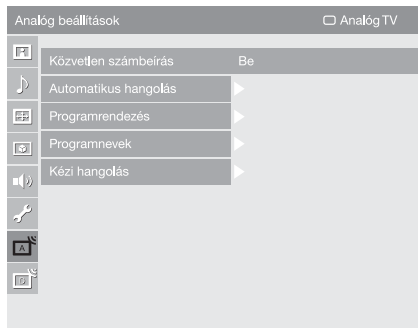 Analóg beállítások
Analóg TV
Közvetlen számbeírás Be
Automatikus hangolás
Programrendezés
Programnevek
Kézi hangolás
A
D